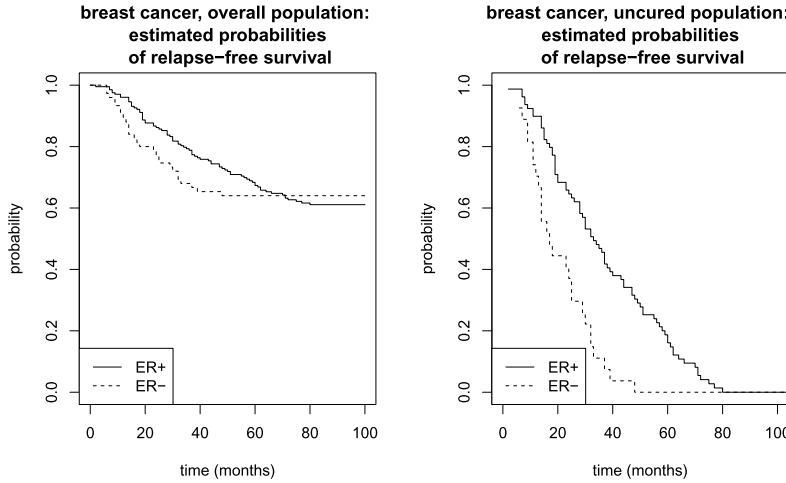 breast cancer, overall population:
estimated probabilities
of relapse−free survival
probability
1.0
0.8
0.6
0.4
0.2
0.0
ER+
ER−
0 20 40 60 80 100
time (months)
breast cancer, uncured population:
estimated probabilities
of relapse−free survival
probability
1.0
0.8
0.6
0.4
0.2
0.0
ER+
ER−
0 20 40 60 80 100
time (months)